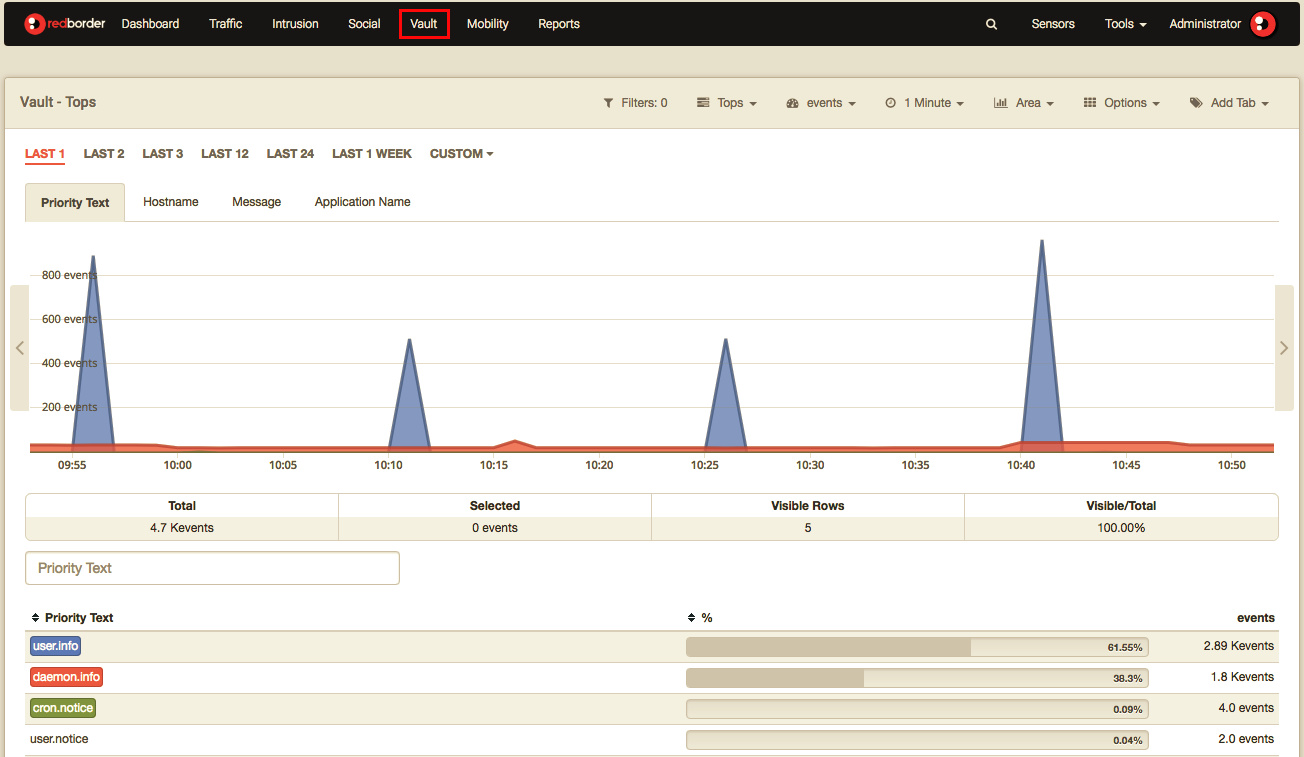 redborder Dashboard Traffic Intrusion Social Vault Mobility Reports Sensors Tools Administrator
Vault - Tops Filters: 0 Tops events 1 Minute Area Options Add Tab
LAST 1 LAST 2 LAST 3 LAST 12 LAST 24 LAST 1 WEEK CUSTOM
Priority Text Hostname Message Application Name
800 events
600 events
400 events
200 events
09:55 10:00 10:05 10:10 10:15 10:20 10:25 10:30 10:35 10:40 10:45 10:50
Total Selected Visible Rows Visible/Total
4.7 Kevents 0 events 5 100.00%
Priority Text
Priority Text % events
user.info 61.55% 2.89 Kevents
daemon.info 38.3% 1.8 Kevents
cron.notice 0.09% 4.0 events
user.notice 0.04% 2.0 events